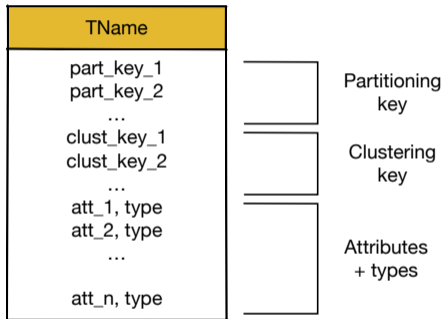 TName
part_key_1
part_key_2
...
clust_key_1
clust_key_2
...
att_1, type
att_2, type
...
att_n, type
Partitioning
key
Clustering
key
Attributes
+ types